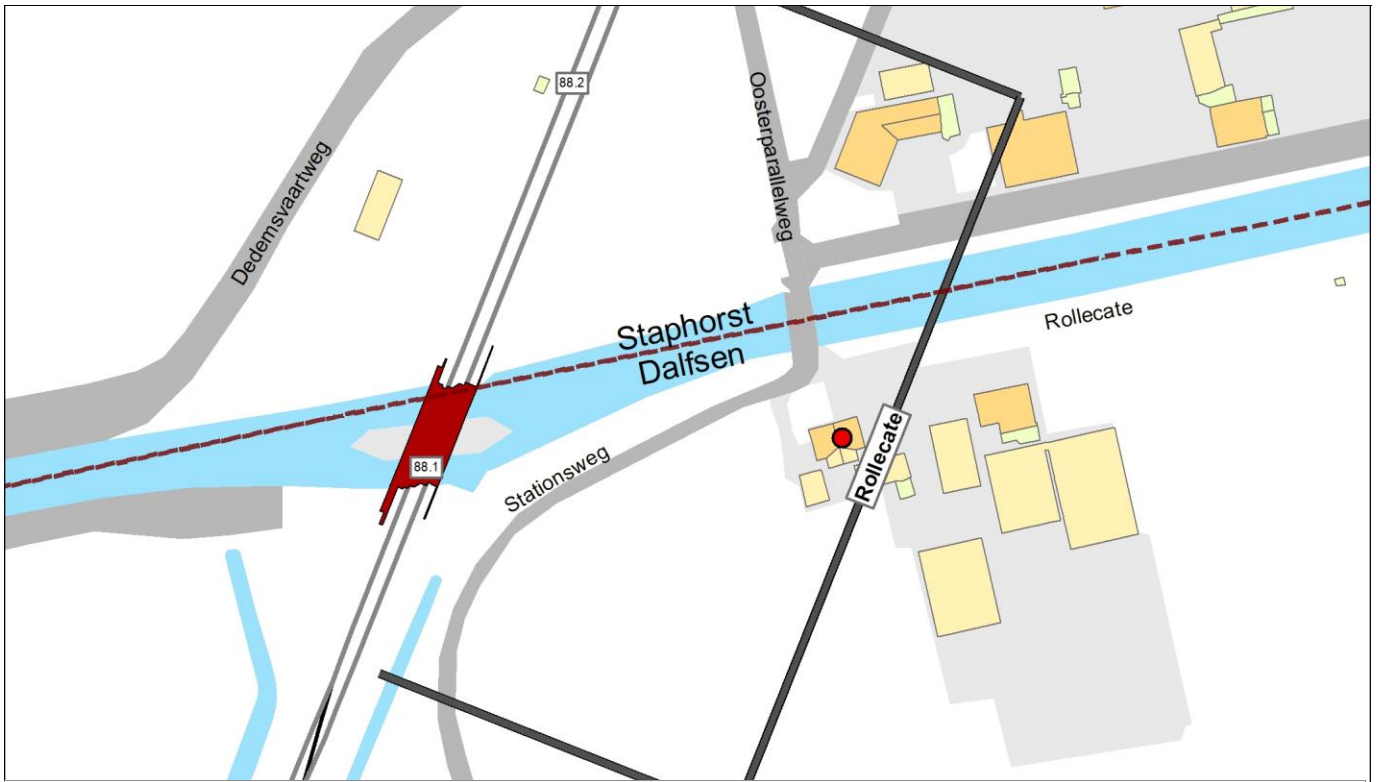 88.2
Oosterparallelweg
Dedemsvaartweg
Staphorst
Dalfsen
Rollecate
88.1
Stationsweg
Rollecate